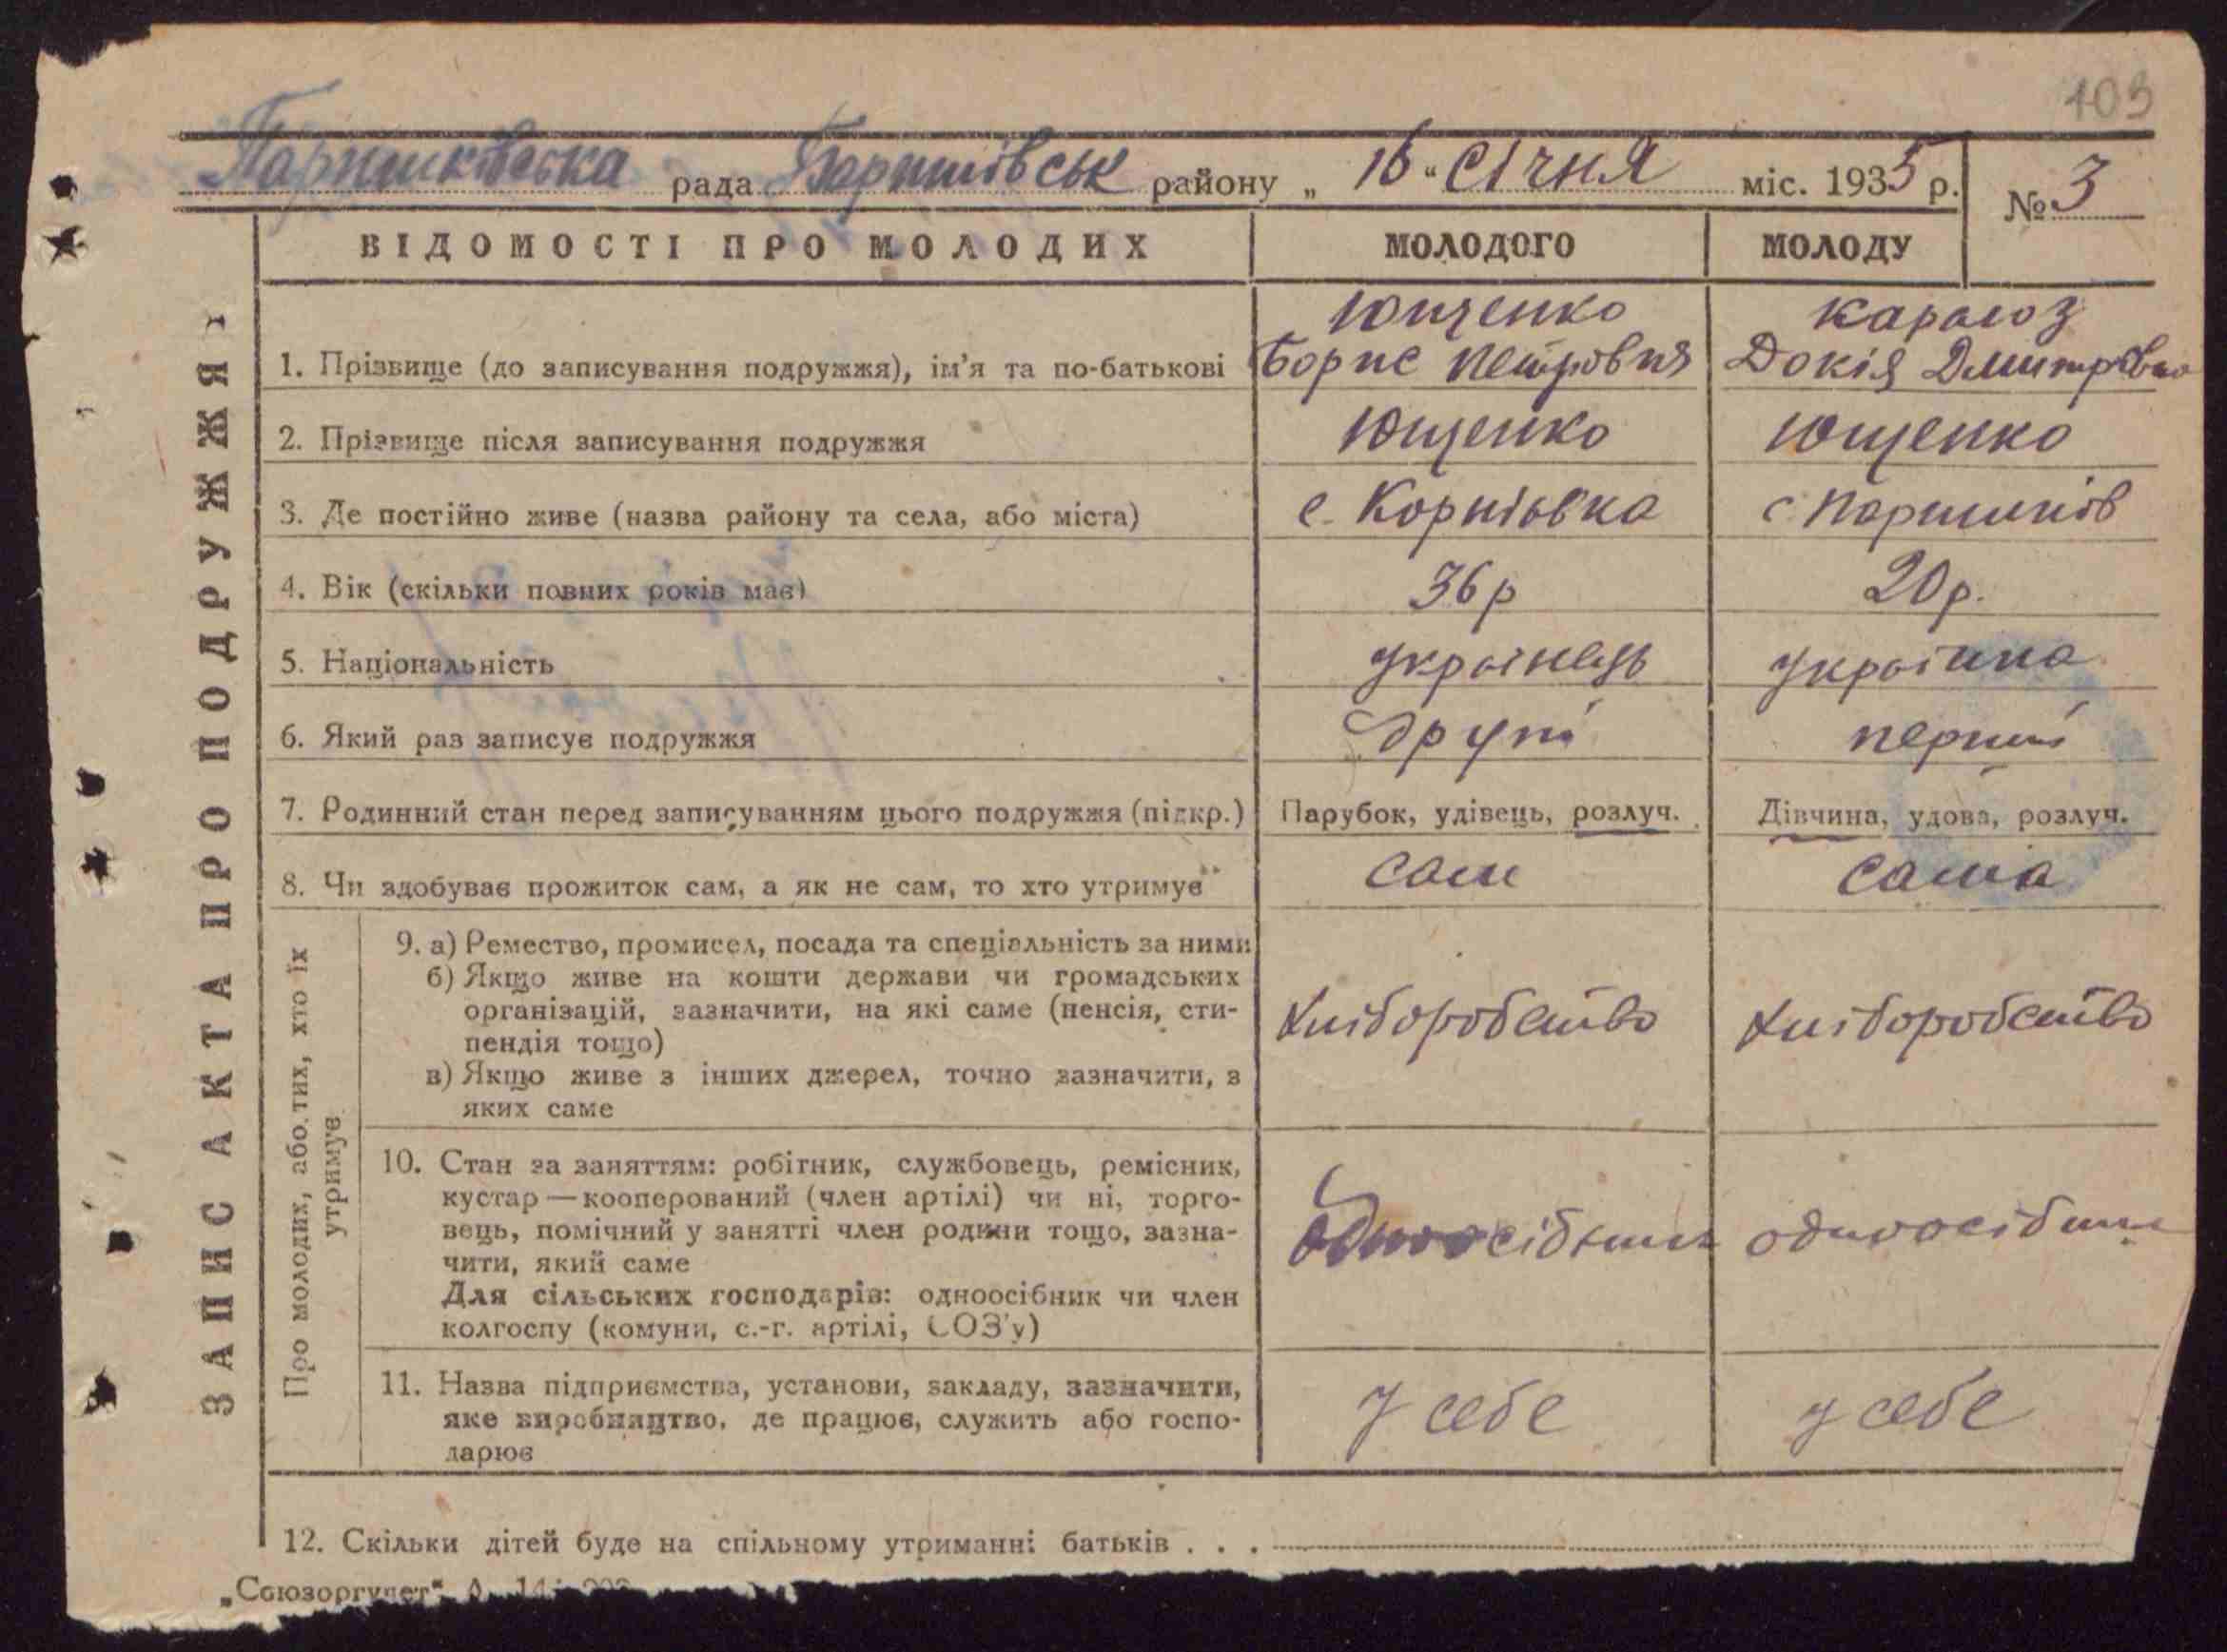 103
Паришківська рада Баришівськ району „16“ Січня міс. 1935 р. № 3
ЗАПИС АКТА ПРО ПОДРУЖЖЯ
ВІДОМОСТІ ПРО МОЛОДИХ МОЛОДОГО МОЛОДУ
Ющенко Карагоз
1. Прізвище (до записування подружжя), ім'я та по-батькові Борис Петрович Докія Дмитрівна
2. Прізвище після записування подружжя Ющенко Ющенко
3. Де постійно живе (назва району та села, або міста) с. Корніівка с. Паришків
4. Вік (скільки повних років має) 36 р 20 р.
5. Національність українець українка
6. Який раз записує подружжя другий перший
7. Родинний стан перед записуванням цього подружжя (підкр.) Парубок, удівець, розлуч. Дівчина, удова, розлуч.
8. Чи здобуває прожиток сам, а як не сам, то хто утримує сам сама
Про молодих, або тих, хто їх
утримує
9. а) Ремество, промисел, посада та спеціальність за ними
б) Якщо живе на кошти держави чи громадських
організацій, зазначити, на які саме (пенсія, сти-
пендія тощо)
в) Якщо живе з інших джерел, точно зазначити, з
яких саме
хліборобство хліборобство
10. Стан за заняттям: робітник, службовець, ремісник,
кустар — кооперований (член артілі) чи ні, торго-
вець, помічний у занятті член родини тощо, зазна-
чити, який саме
Для сільських господарів: одноосібник чи член
колгоспу (комуни, с.-г. артілі, СОЗ'у)
одноосібник
11. Назва підприємства, установи, закладу, зазначити,
яке виробництво, де працює, служить або госпо-
дарює
у себе у себе
12. Скільки дітей буде на спільному утриманні батьків . . .
„Союзоргучет“